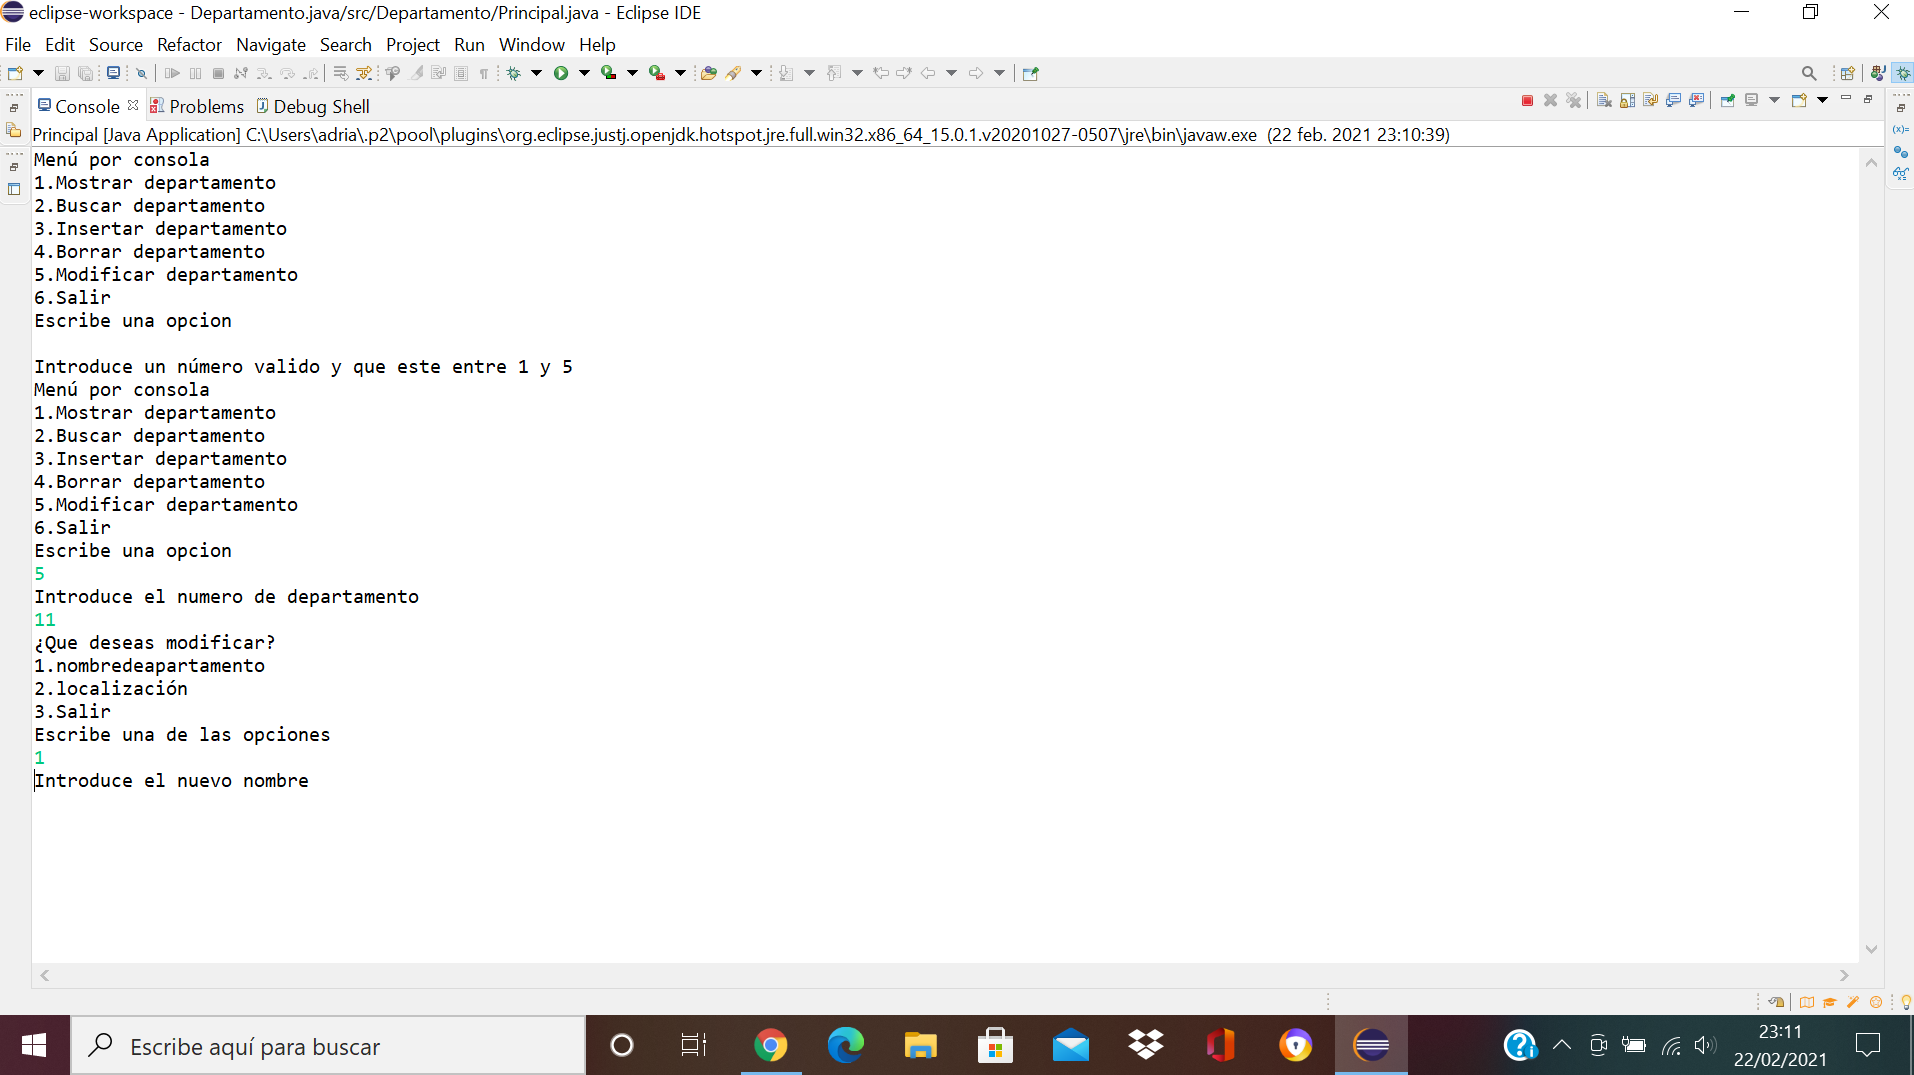 eclipse-workspace - Departamento.java/src/Departamento/Principal.java - Eclipse IDE
File Edit Source Refactor Navigate Search Project Run Window Help
Console Problems Debug Shell
Principal [Java Application] C:\Users\adria\.p2\pool\plugins\org.eclipse.justj.openjdk.hotspot.jre.full.win32.x86_64_15.0.1.v20201027-0507\jre\bin\javaw.exe (22 feb. 2021 23:10:39)
Menú por consola
1.Mostrar departamento
2.Buscar departamento
3.Insertar departamento
4.Borrar departamento
5.Modificar departamento
6.Salir
Escribe una opcion
Introduce un número valido y que este entre 1 y 5
Menú por consola
1.Mostrar departamento
2.Buscar departamento
3.Insertar departamento
4.Borrar departamento
5.Modificar departamento
6.Salir
Escribe una opcion
5
Introduce el numero de departamento
11
¿Que deseas modificar?
1.nombredeapartamento
2.localización
3.Salir
Escribe una de las opciones
1
Introduce el nuevo nombre
Escribe aquí para buscar
23:11
22/02/2021